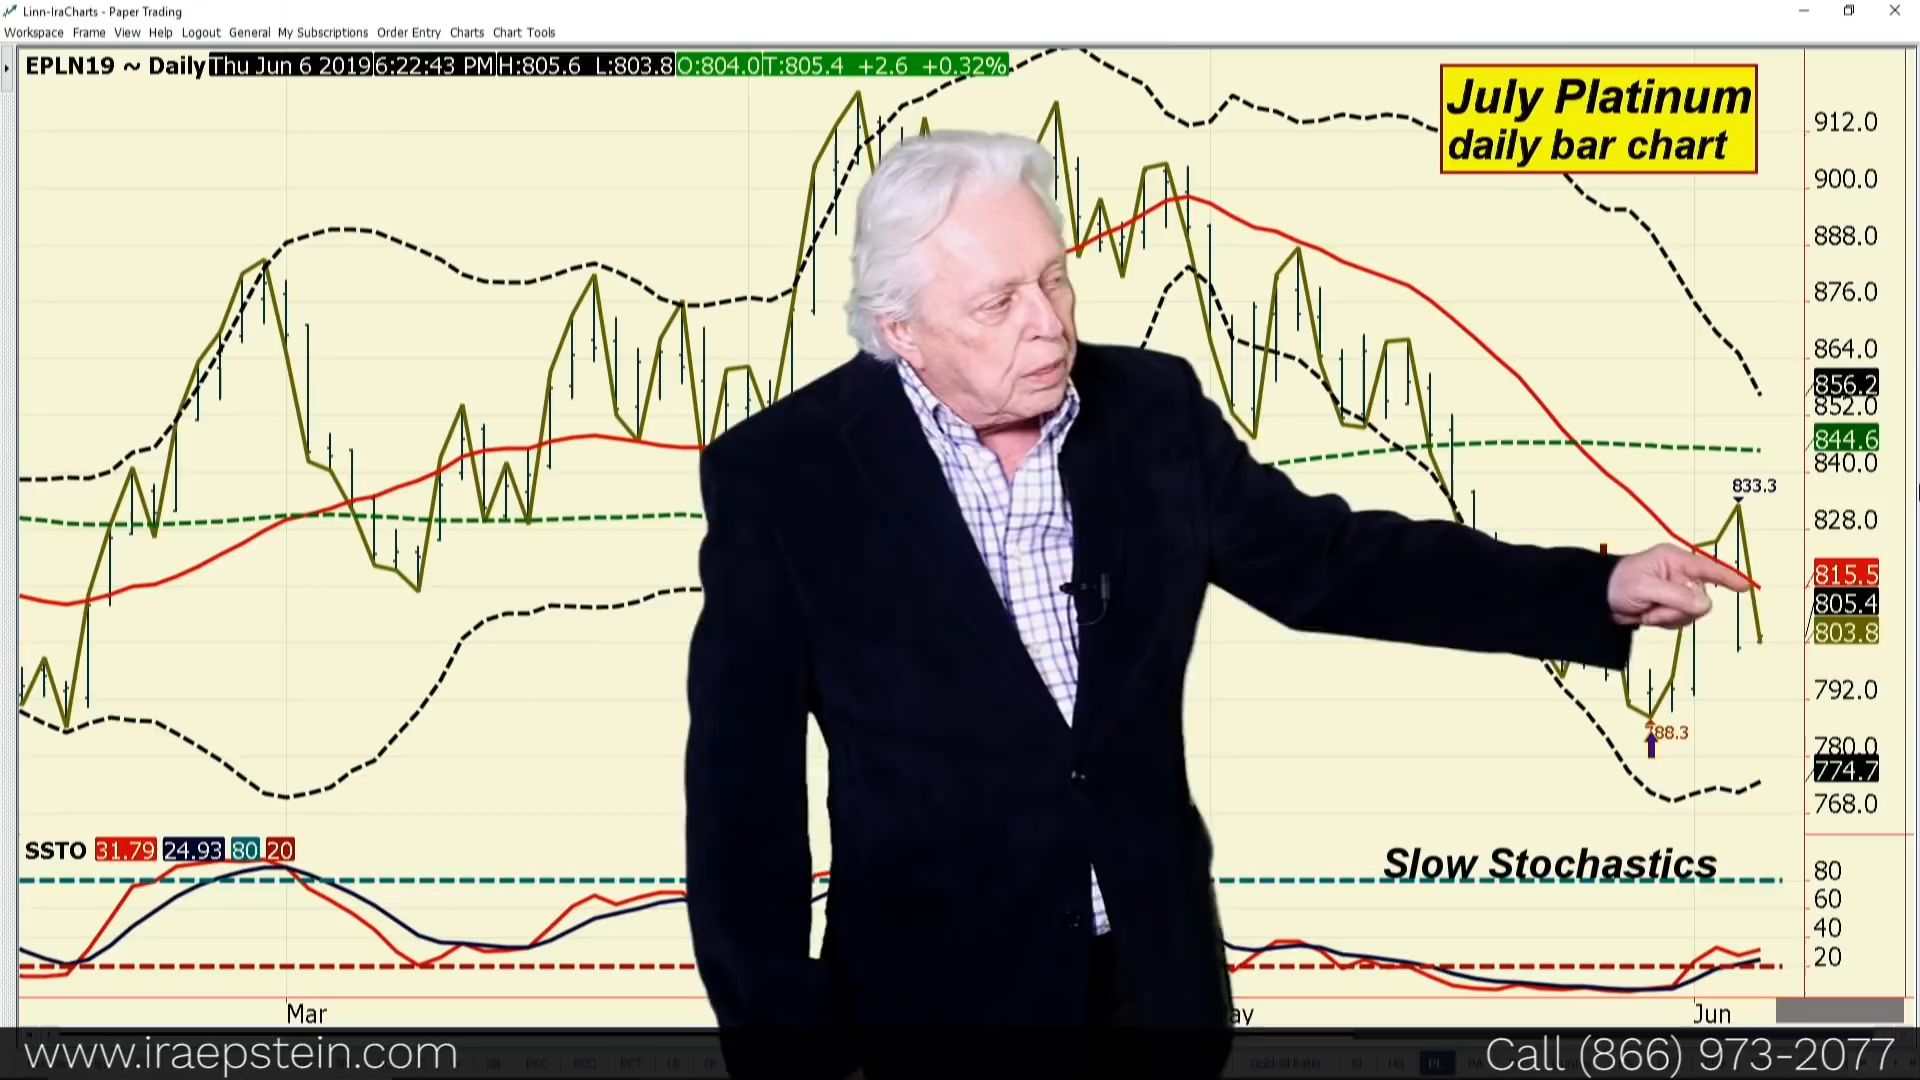 Linn-IraCharts - Paper Trading
Workspace Frame View Help Logout General My Subscriptions Order Entry Charts Chart Tools
EPLN19 ~ Daily Thu Jun 6 2019 6:22:43 PM H:805.6 L:803.8 O:804.0 T:805.4 +2.6 +0.32%
July Platinum
daily bar chart
912.0
900.0
888.0
876.0
864.0
856.2
852.0
844.6
840.0
833.3
828.0
815.5
805.4
803.8
792.0
788.3
780.0
774.7
768.0
SSTO 31.79 24.93 80 20
Slow Stochastics
80
60
40
20
Mar
ay
Jun
www.iraepstein.com
Call (866) 973-2077